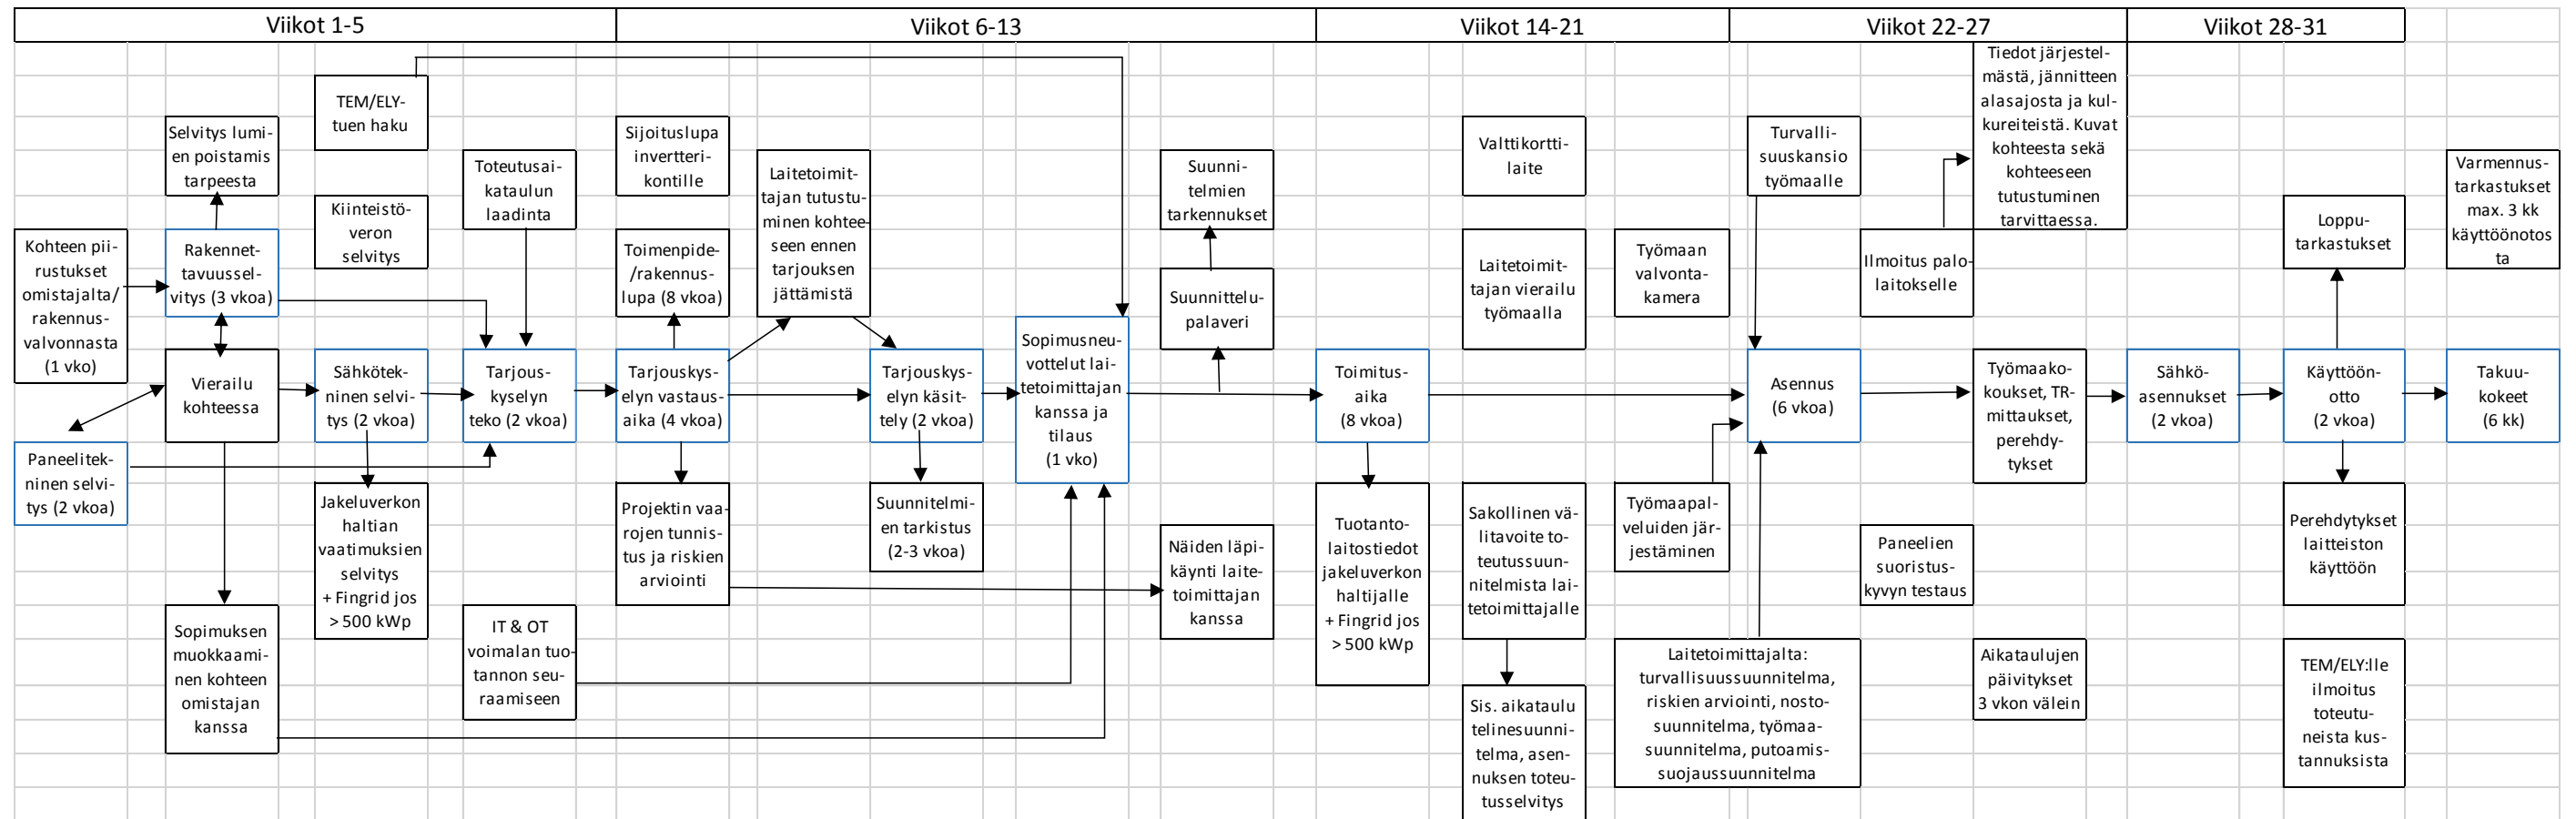 Viikot 1-5
Viikot 6-13
Viikot 14-21
Viikot 22-27
Viikot 28-31
Kohteen pii-
rustukset
omistajalta/
rakennus-
valvonnasta
(1 vko)
Paneelitek-
ninen selvi-
tys (2 vkoa)
Selvitys lumi-
en poistamis
tarpeesta
Rakennet-
tavuussel-
vitys (3 vkoa)
Vierailu
kohteessa
Sopimuksen
muokkaami-
nen kohteen
omistajan
kanssa
TEM/ELY-
tuen haku
Kiinteistö-
veron
selvitys
Sähkötek-
ninen selvi-
tys (2 vkoa)
Jakeluverkon
haltian
vaatimuksien
selvitys
+ Fingrid jos
> 500 kWp
Toteutusai-
kataulun
laadinta
Tarjous-
kyselyn
teko (2 vkoa)
IT & OT
voimalan tuo-
tannon seu-
raamiseen
Sijoituslupa
invertteri-
kontille
Toimenpide-
/rakennus-
lupa (8 vkoa)
Tarjouskys-
elyn vastaus-
aika (4 vkoa)
Projektin vaa-
rojen tunnis-
tus ja riskien
arviointi
Laitetoimit-
tajan tutustu-
minen kohtee-
seen ennen
tarjouksen
jättämistä
Tarjouskys-
elyn käsit-
tely (2 vkoa)
Suunnitelmi-
en tarkistus
(2-3 vkoa)
Sopimusneu-
vottelut lai-
tetoimittajan
kanssa ja
tilaus
(1 vko)
Suunni-
telmien
tarkennukset
Suunnittelu-
palaveri
Näiden läpi-
käynti laite-
toimittajan
kanssa
Toimitus-
aika
(8 vkoa)
Tuotanto-
laitostiedot
jakeluverkon
haltijalle
+ Fingrid jos
> 500 kWp
Valttikortti-
laite
Laitetoimit-
tajan vierailu
työmaalla
Sakollinen vä-
litavoite to-
teutussuun-
nitelmista lai-
tetoimittajalle
Sis. aikataulu
telinesuunni-
telma, asen-
nuksen toteu-
tusselvitys
Työmaan
valvonta-
kamera
Työmaapal-
veluiden jär-
jestäminen
Laitetoimittajalta:
turvallisuussuunnitelma,
riskien arviointi, nosto-
suunnitelma, työmaa-
suunnitelma, putoamis-
suojaussuunnitelma
Turvalli-
suuskansio
työmaalle
Asennus
(6 vkoa)
Ilmoitus palo-
laitokselle
Paneelien
suoristus-
kyvyn testaus
Tiedot järjestel-
mästä, jännitteen
alasajosta ja kul-
kureiteistä. Kuvat
kohteesta sekä
kohteeseen
tutustuminen
tarvittaessa.
Työmaako-
koukset, TR-
mittaukset,
perehdy-
tykset
Aikataulujen
päivitykset
3 vkon välein
Sähkö-
asennukset
(2 vkoa)
Loppu-
tarkastukset
Käyttöön-
otto
(2 vkoa)
Perehdytykset
laitteiston
käyttöön
TEM/ELY:lle
ilmoitus
toteutu-
neista kus-
tannuksista
Varmennus-
tarkastukset
max. 3 kk
käyttöönotos
ta
Takuu-
kokeet
(6 kk)